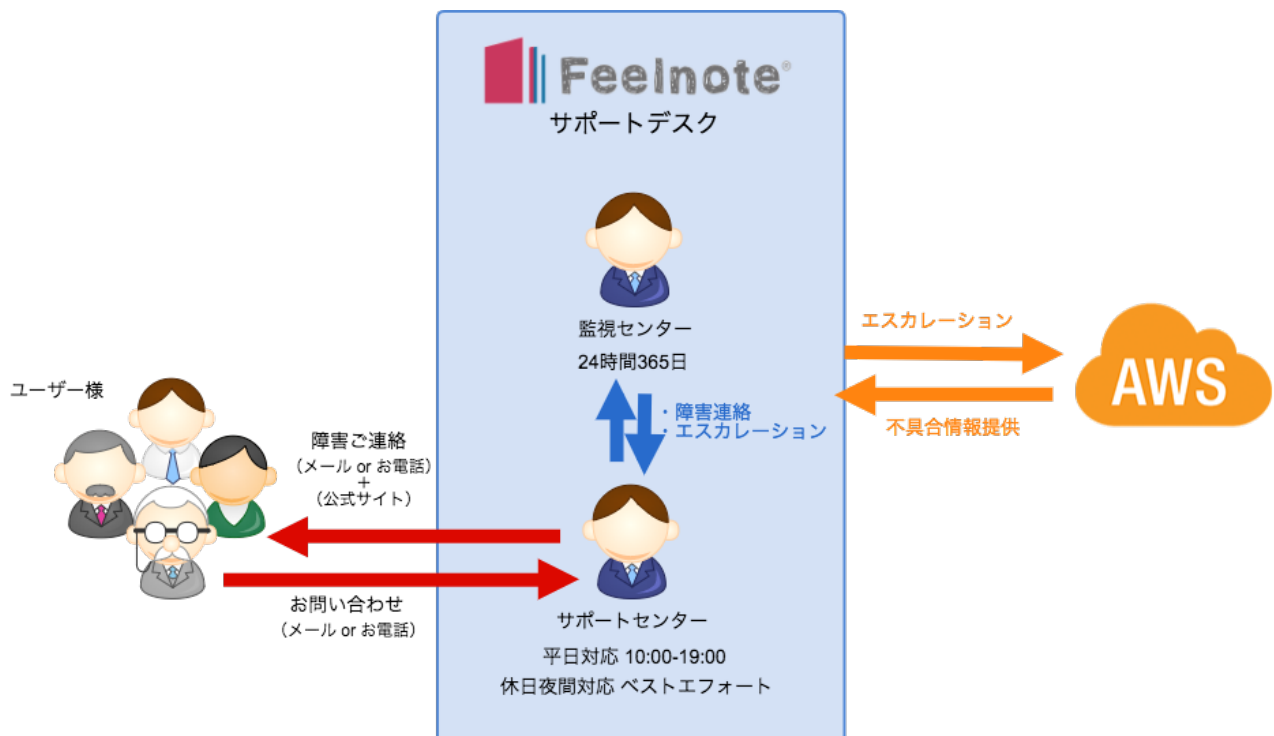 Feelnote®
サポートデスク
監視センター
24時間365日
・障害連絡
・エスカレーション
エスカレーション
AWS
不具合情報提供
ユーザー様
障害ご連絡
（メール or お電話）
＋
（公式サイト）
お問い合わせ
（メール or お電話）
サポートセンター
平日対応 10:00-19:00
休日夜間対応 ベストエフォート